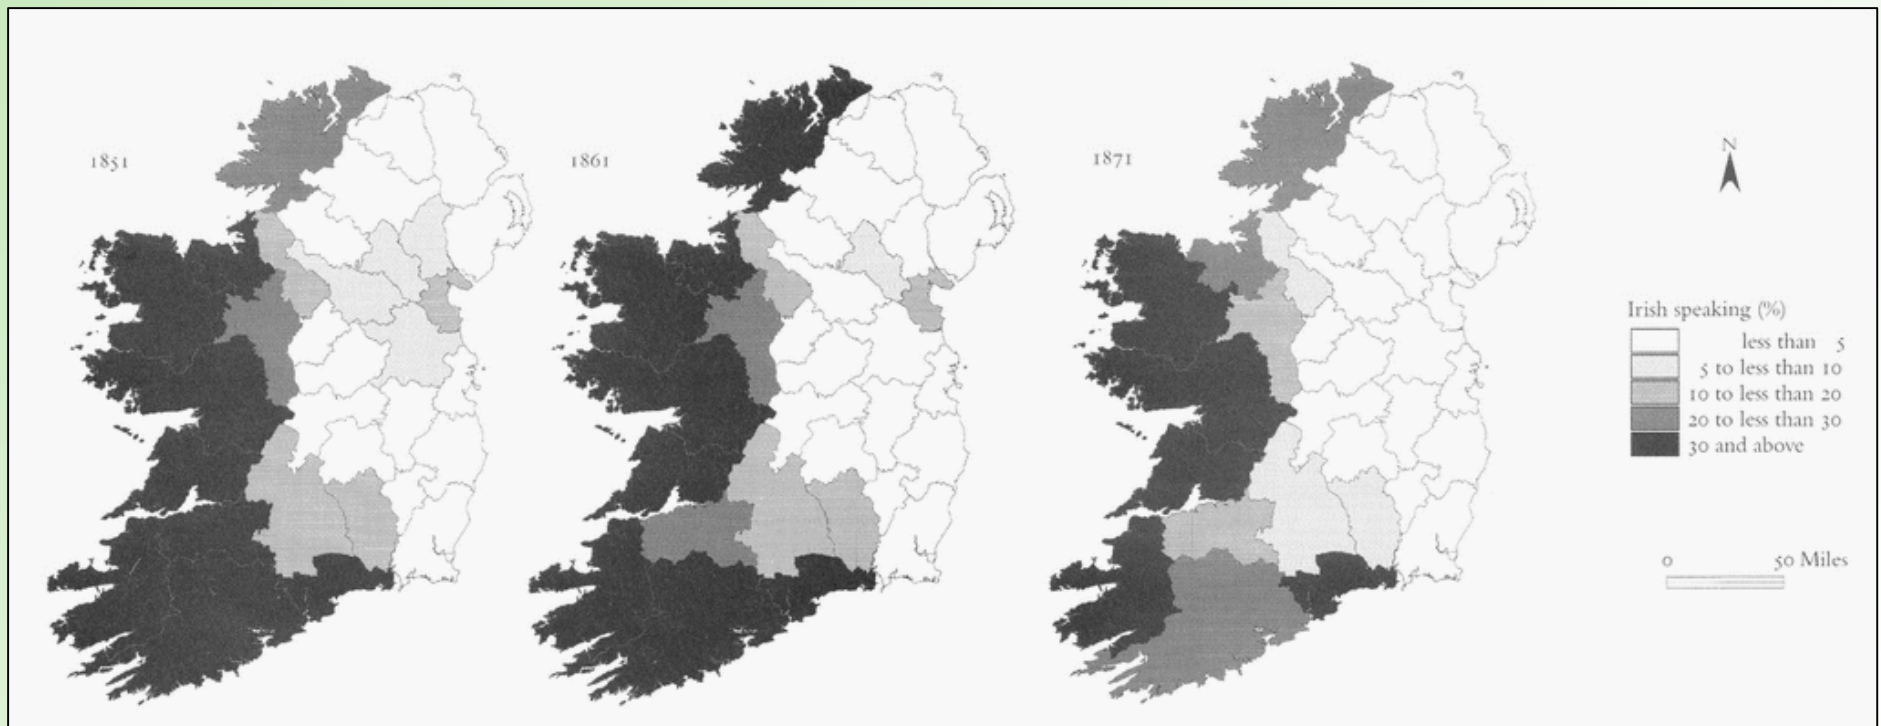 1851
1861
1871
N
Irish speaking (%)
less than 5
5 to less than 10
10 to less than 20
20 to less than 30
30 and above
0 50 Miles